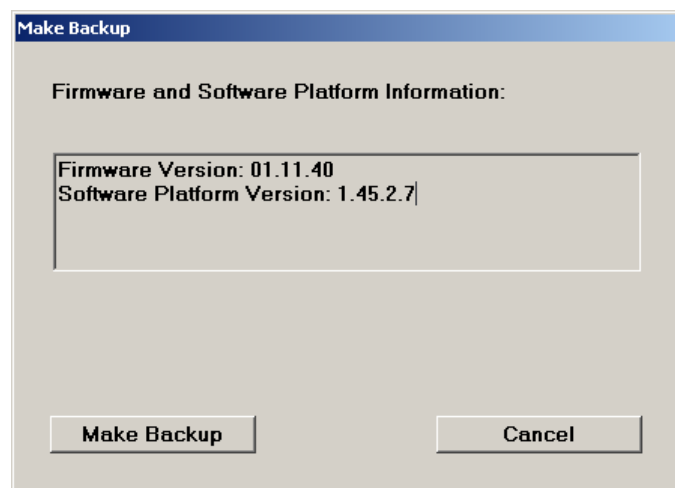 Make Backup
Firmware and Software Platform Information:
Firmware Version: 01.11.40
Software Platform Version: 1.45.2.7
Make Backup
Cancel